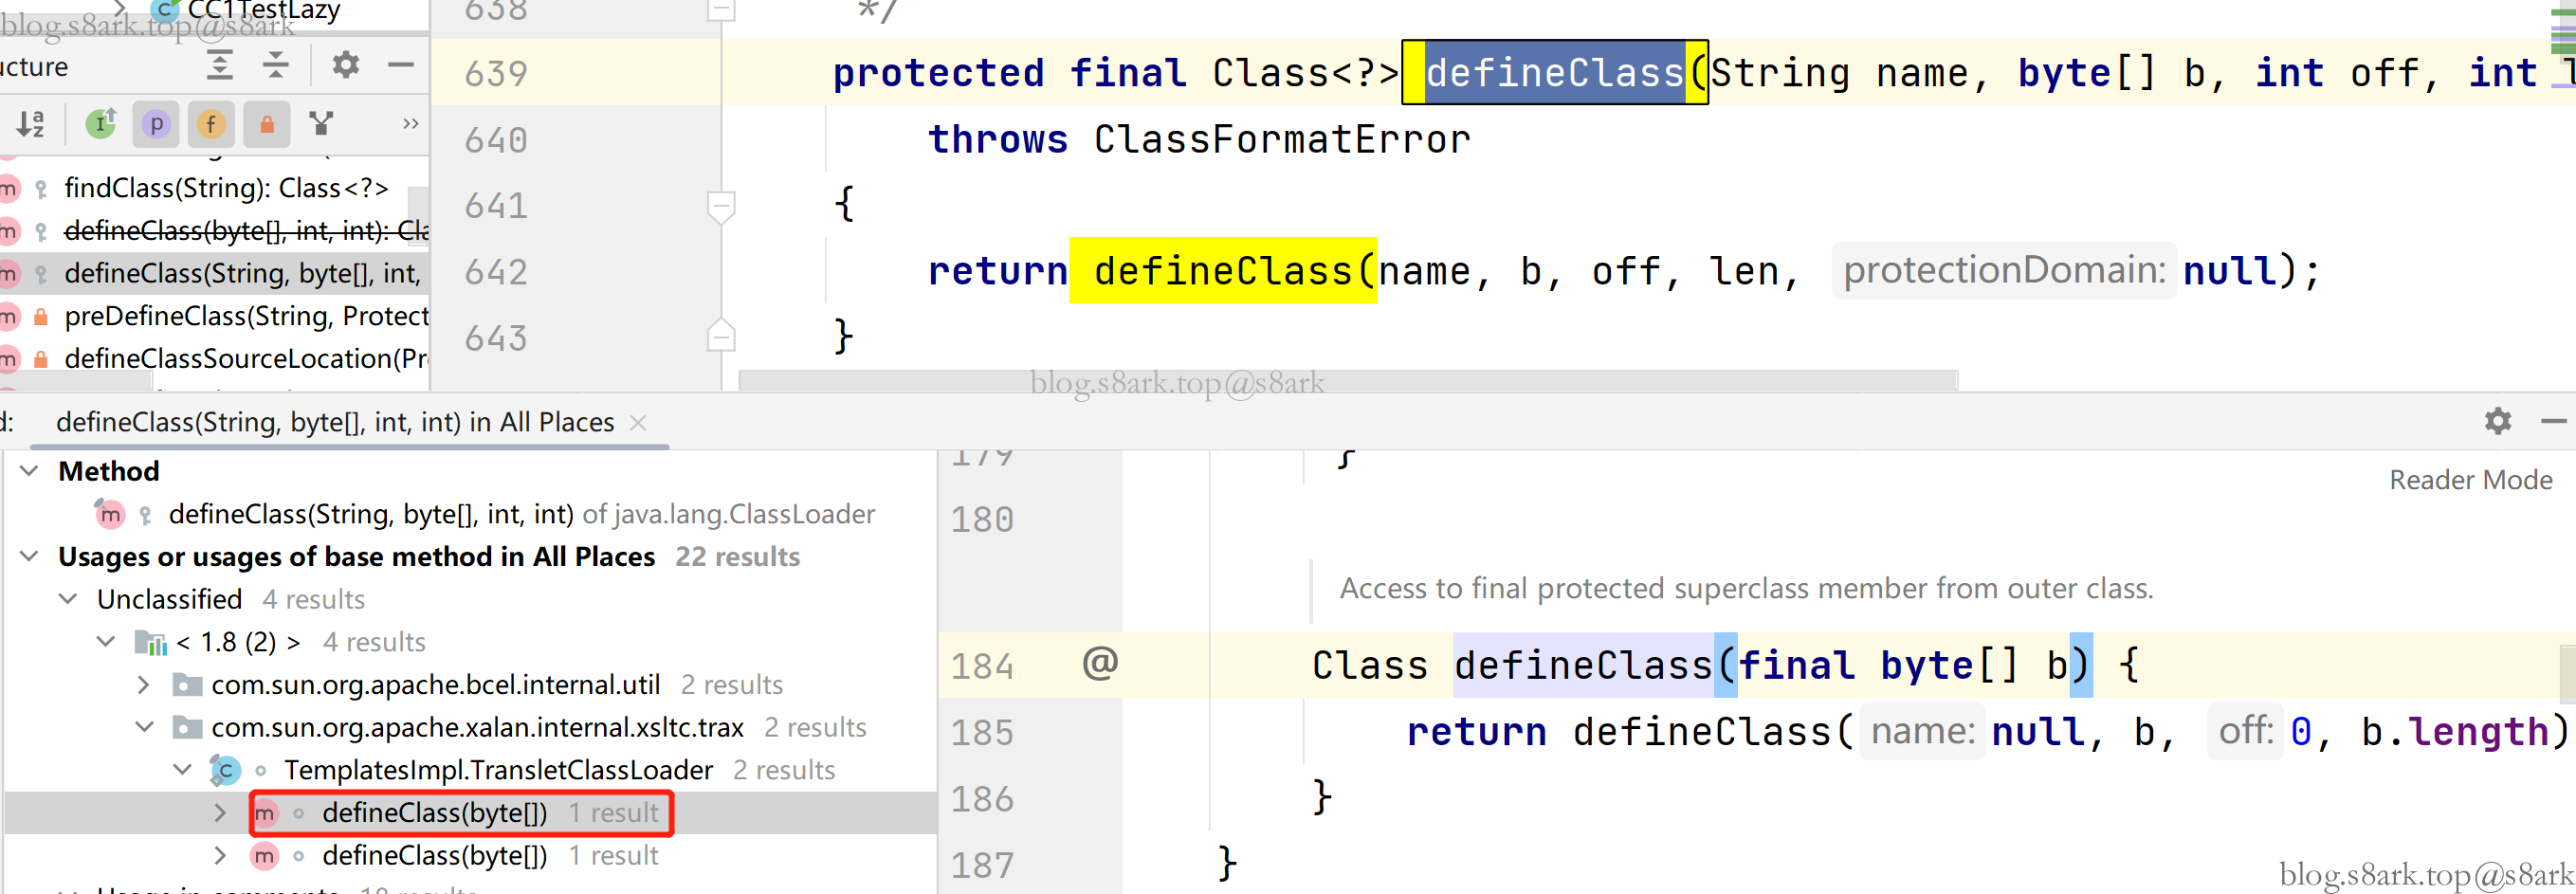 CC1TestLazy
blog.s8ark.top@s8ark
ucture
findClass(String): Class<?>
defineClass(byte[], int, int): Cla
defineClass(String, byte[], int,
preDefineClass(String, Protect
defineClassSourceLocation(Pr
638 */
639 protected final Class<?> defineClass(String name, byte[] b, int off, int l
640 throws ClassFormatError
641 {
642 return defineClass(name, b, off, len, protectionDomain: null);
643 }
blog.s8ark.top@s8ark
d: defineClass(String, byte[], int, int) in All Places
Method
defineClass(String, byte[], int, int) of java.lang.ClassLoader
Usages or usages of base method in All Places 22 results
Unclassified 4 results
< 1.8 (2) > 4 results
com.sun.org.apache.bcel.internal.util 2 results
com.sun.org.apache.xalan.internal.xsltc.trax 2 results
TemplatesImpl.TransletClassLoader 2 results
defineClass(byte[]) 1 result
defineClass(byte[]) 1 result
Usage in comments 18 results
179 }
Reader Mode
180
Access to final protected superclass member from outer class.
184 @ Class defineClass(final byte[] b) {
185 return defineClass( name: null, b, off: 0, b.length)
186 }
187 }
blog.s8ark.top@s8ark